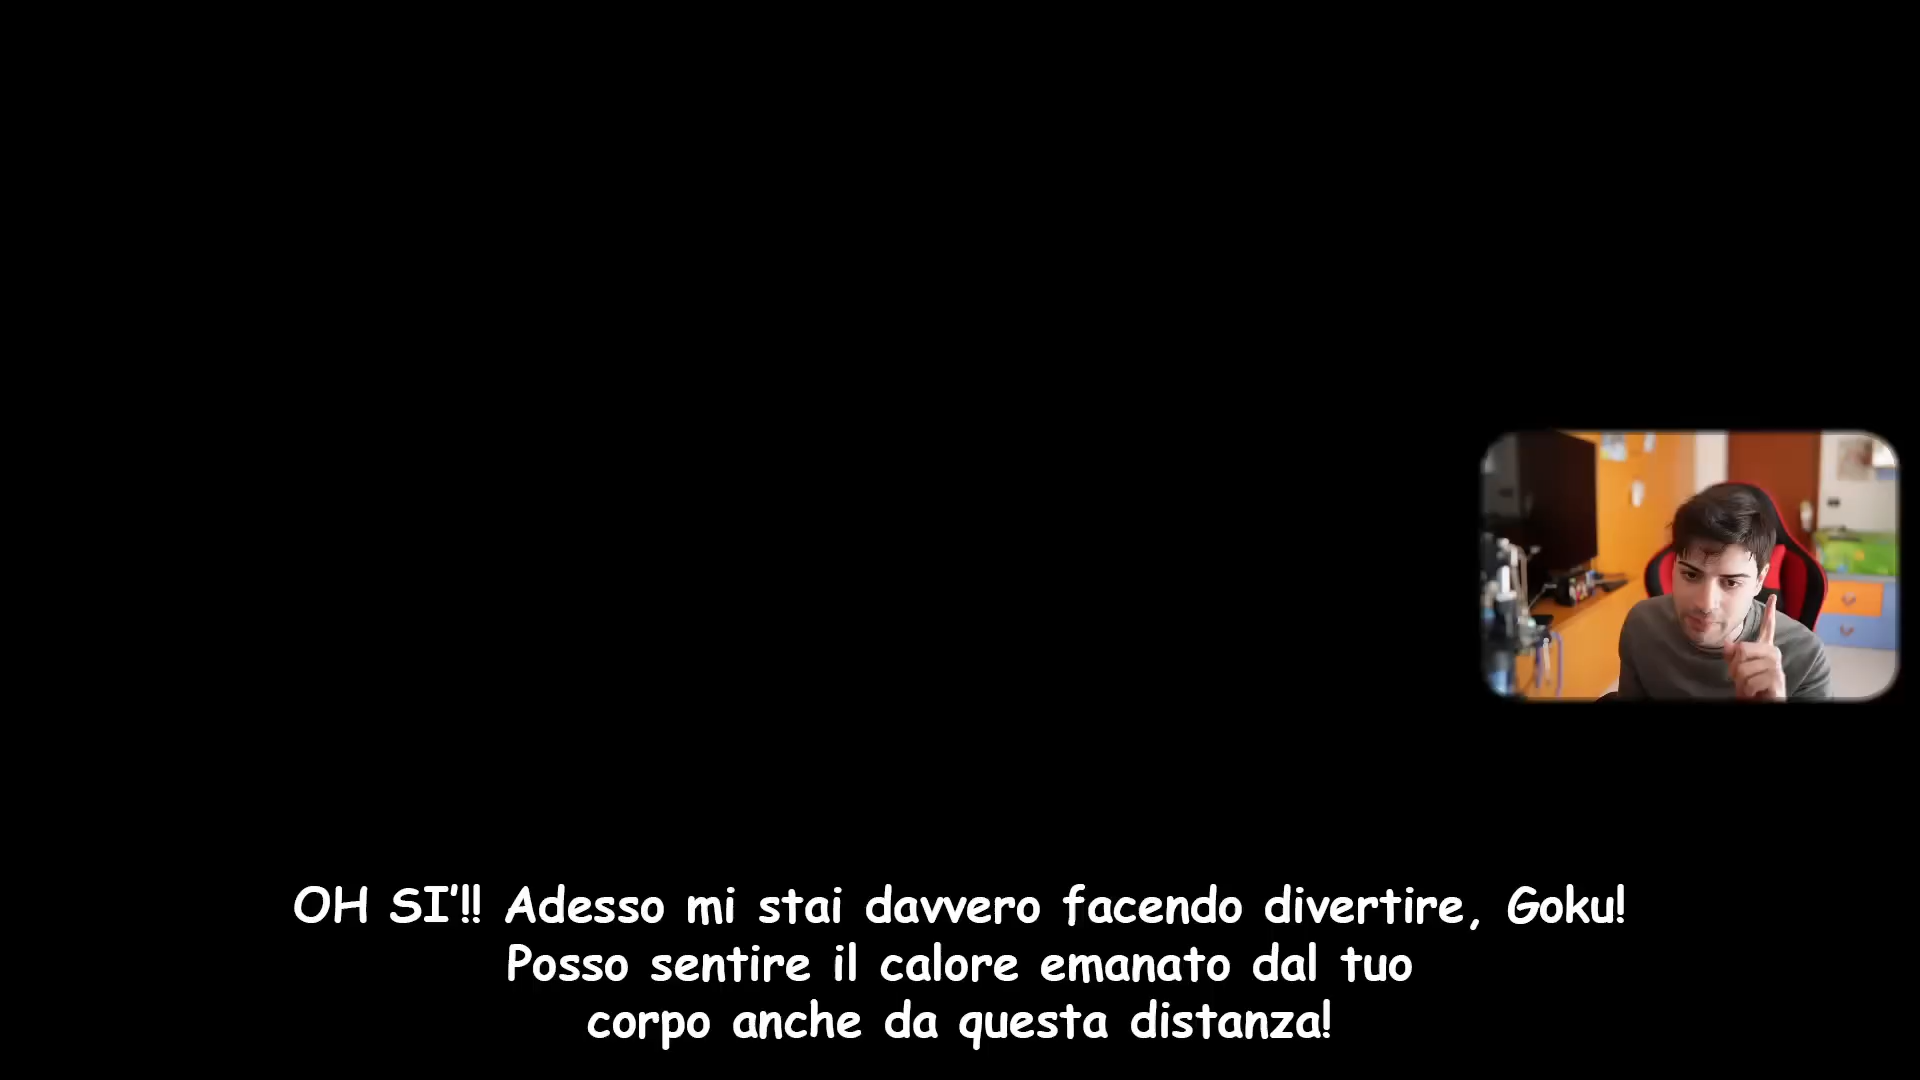 OH SI'!! Adesso mi stai davvero facendo divertire, Goku!
Posso sentire il calore emanato dal tuo
corpo anche da questa distanza!